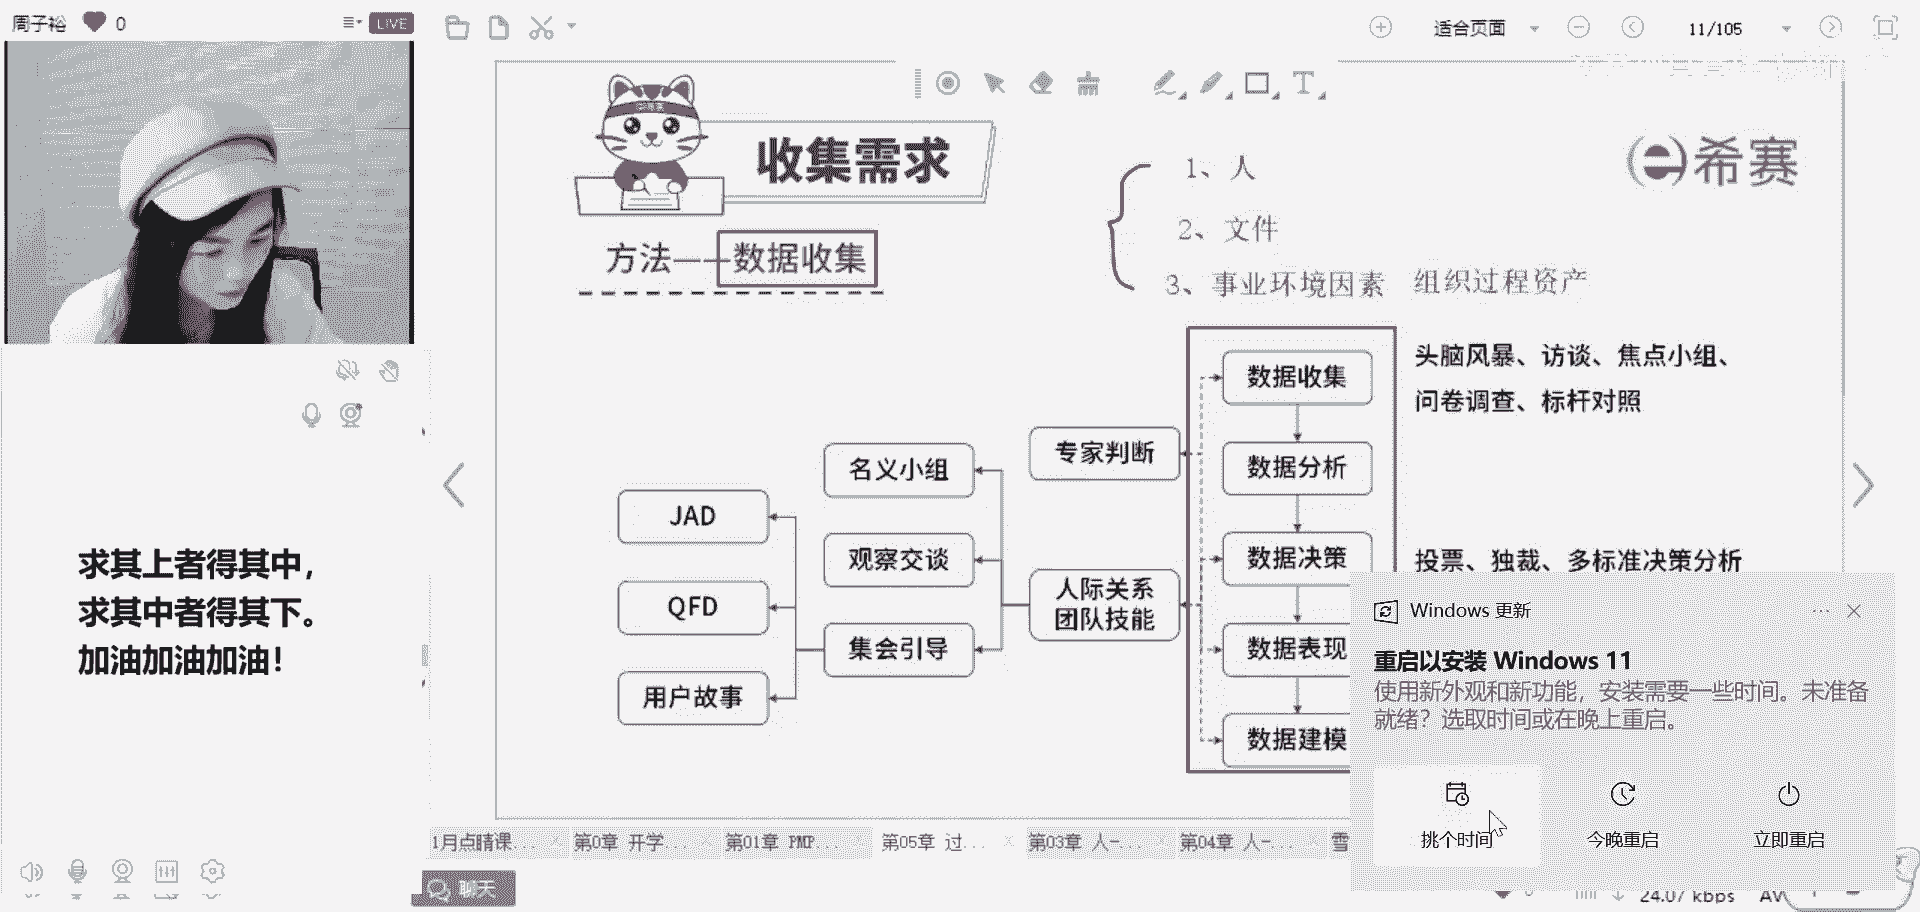 周子裕 0 LIVE
适合页面 11/105
收集需求
希赛
1、人
2、文件
3、事业环境因素 组织过程资产
方法——数据收集
数据收集
头脑风暴、访谈、焦点小组、
问卷调查、标杆对照
专家判断
数据分析
名义小组
JAD
观察交谈
数据决策
投票、独裁、多标准决策分析
人际关系
团队技能
QFD
集会引导
数据表现
用户故事
数据建模
求其上者得其中，
求其中者得其下。
加油加油加油！
Windows 更新
重启以安装 Windows 11
使用新外观和新功能，安装需要一些时间。未准备
就绪？选取时间或在晚上重启。
挑个时间 今晚重启 立即重启
1月点睛课... 第0章 开学... 第01章 PMP... 第05章 过... 第03章 人-... 第04章 人-... 雪
聊天
24.07 kbps AV